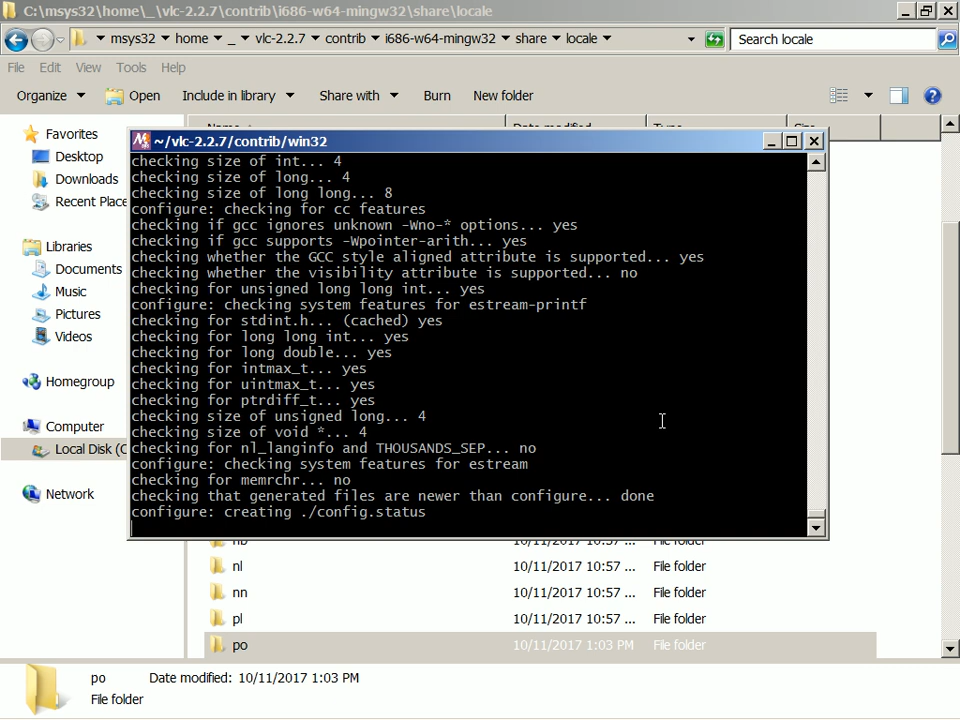 C:\msys32\home\_\vlc-2.2.7\contrib\i686-w64-mingw32\share\locale
msys32 home _ vlc-2.2.7 contrib i686-w64-mingw32 share locale Search locale
File Edit View Tools Help
Organize Open Include in library Share with Burn New folder
Favorites
Desktop
Downloads
Recent Place
Libraries
Documents
Music
Pictures
Videos
Homegroup
Computer
Local Disk (C
Network
Name Date modified Type Size
~/vlc-2.2.7/contrib/win32
checking size of int... 4
checking size of long... 4
checking size of long long... 8
configure: checking for cc features
checking if gcc ignores unknown -Wno-* options... yes
checking if gcc supports -Wpointer-arith... yes
checking whether the GCC style aligned attribute is supported... yes
checking whether the visibility attribute is supported... no
checking for unsigned long long int... yes
configure: checking system features for estream-printf
checking for stdint.h... (cached) yes
checking for long long int... yes
checking for long double... yes
checking for intmax_t... yes
checking for uintmax_t... yes
checking for ptrdiff_t... yes
checking size of unsigned long... 4
checking size of void *... 4
checking for nl_langinfo and THOUSANDS_SEP... no
configure: checking system features for estream
checking for memrchr... no
checking that generated files are newer than configure... done
configure: creating ./config.status
nb 10/11/2017 10:57 ... File folder
nl 10/11/2017 10:57 ... File folder
nn 10/11/2017 10:57 ... File folder
pl 10/11/2017 10:57 ... File folder
po 10/11/2017 1:03 PM File folder
po Date modified: 10/11/2017 1:03 PM
File folder